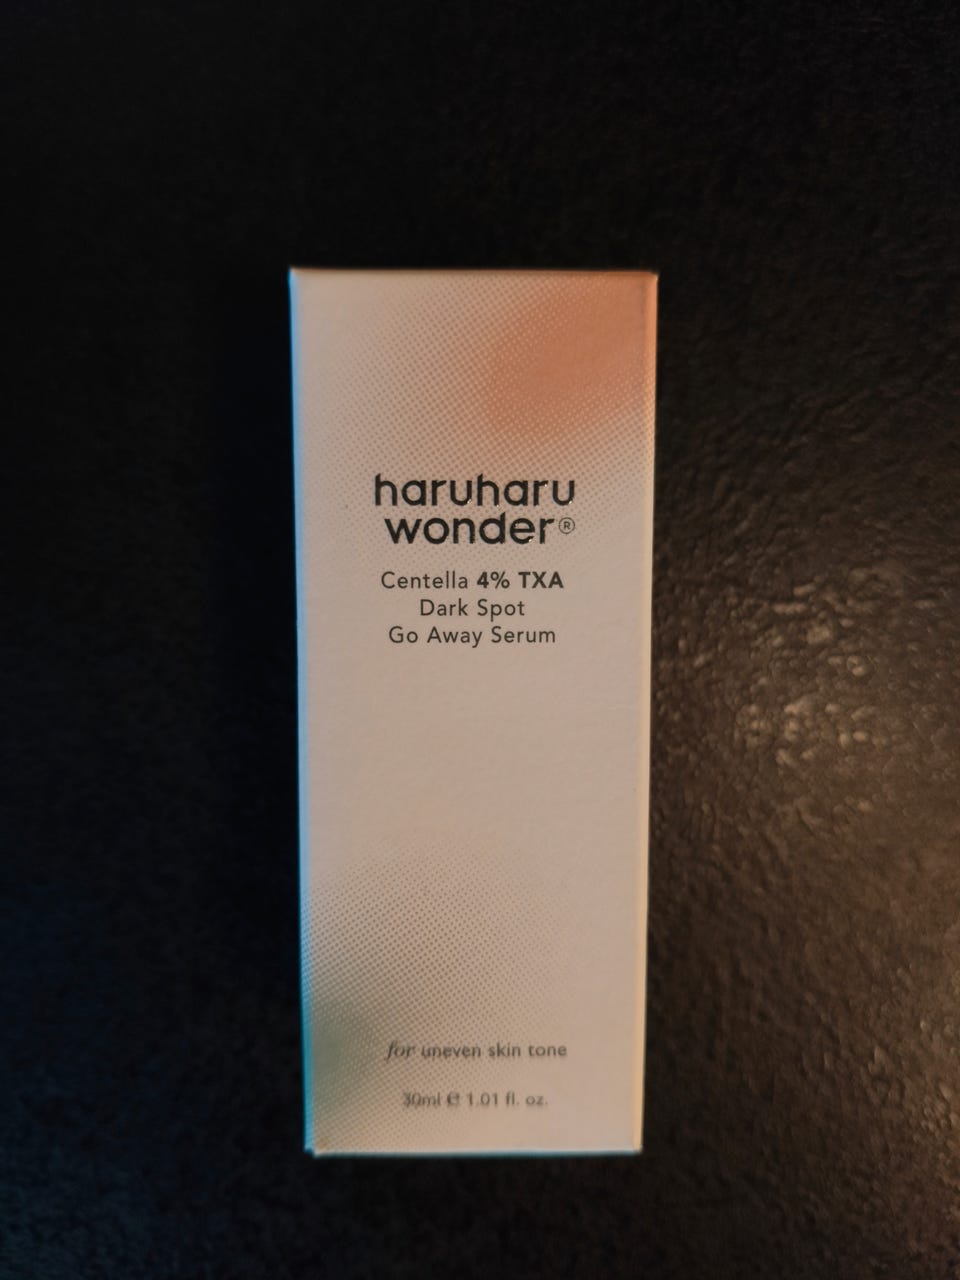 haruharu
wonder®
Centella 4% TXA
Dark Spot
Go Away Serum
for uneven skin tone
30ml ℮ 1.01 fl. oz.